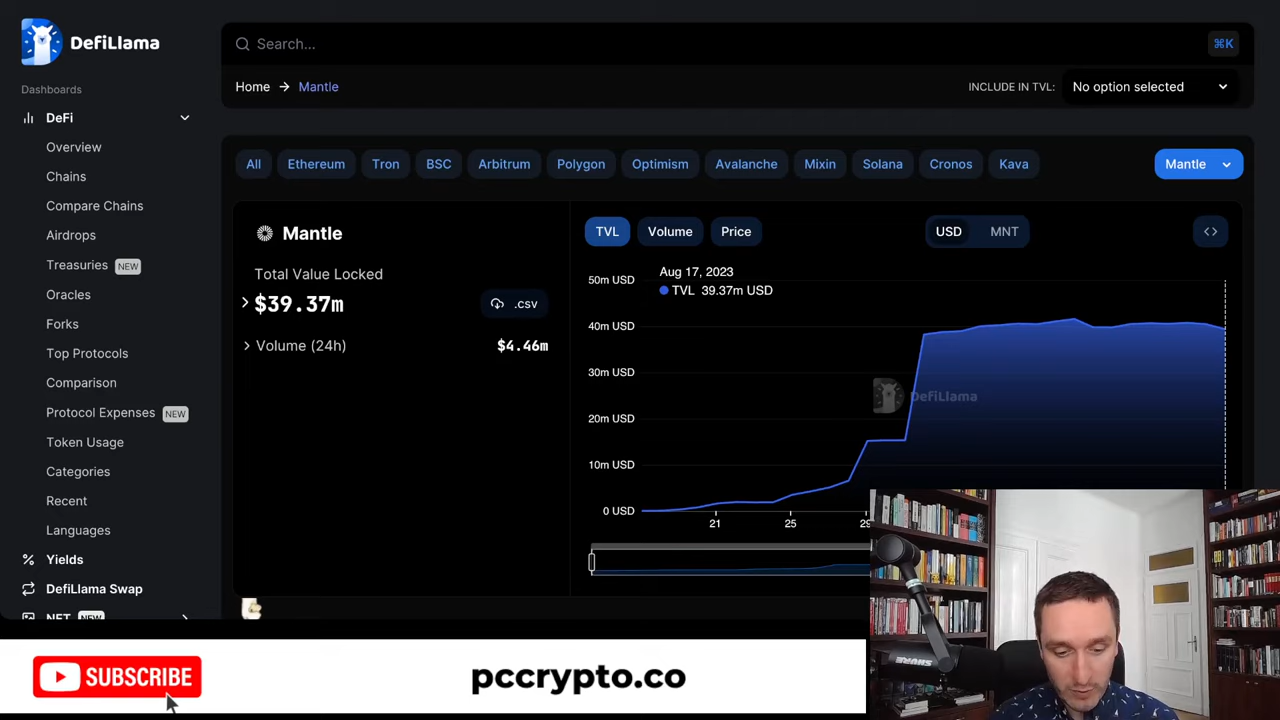 DefiLlama
Search...
⌘K
Home → Mantle
INCLUDE IN TVL:
No option selected
Dashboards
DeFi
Overview
Chains
Compare Chains
Airdrops
Treasuries NEW
Oracles
Forks
Top Protocols
Comparison
Protocol Expenses NEW
Token Usage
Categories
Recent
Languages
Yields
DefiLlama Swap
NFT NEW
All Ethereum Tron BSC Arbitrum Polygon Optimism Avalanche Mixin Solana Cronos Kava Mantle
Mantle
Total Value Locked
$39.37m
.csv
Volume (24h) $4.46m
TVL Volume Price USD MNT
Aug 17, 2023
TVL 39.37m USD
50m USD
40m USD
30m USD
20m USD
10m USD
0 USD
DefiLlama
21 25 29
SHURE
SUBSCRIBE
pccrypto.co